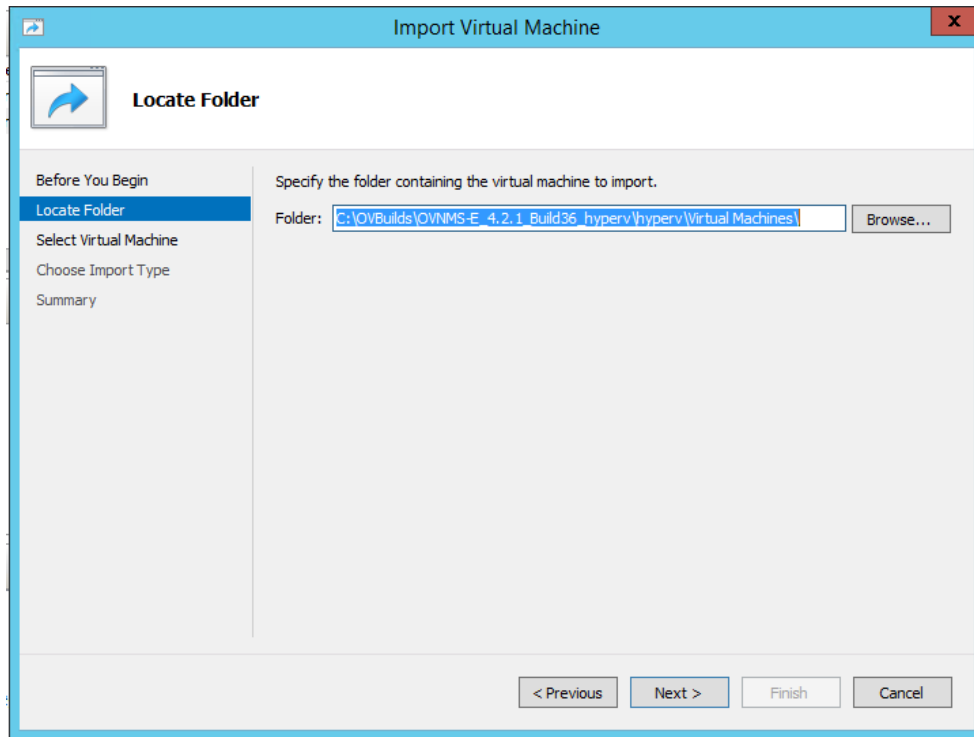 Import Virtual Machine
x
Locate Folder
Before You Begin
Locate Folder
Select Virtual Machine
Choose Import Type
Summary
Specify the folder containing the virtual machine to import.
Folder: C:\OVBuilds\OVNMS-E_4.2.1_Build36_hyperv\hyperv\Virtual Machines\ Browse...
< Previous Next > Finish Cancel